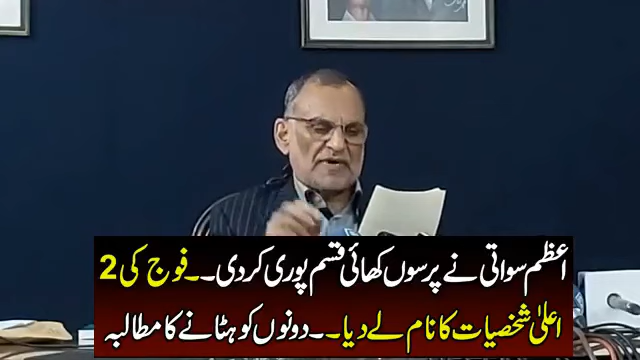 اعظم سواتی نے پرسوں کھائی قسم پوری کردی۔۔فوج کی 2
اعلیٰ شخصیات کا نام لے دیا۔۔دونوں کو ہٹانے کا مطالبہ